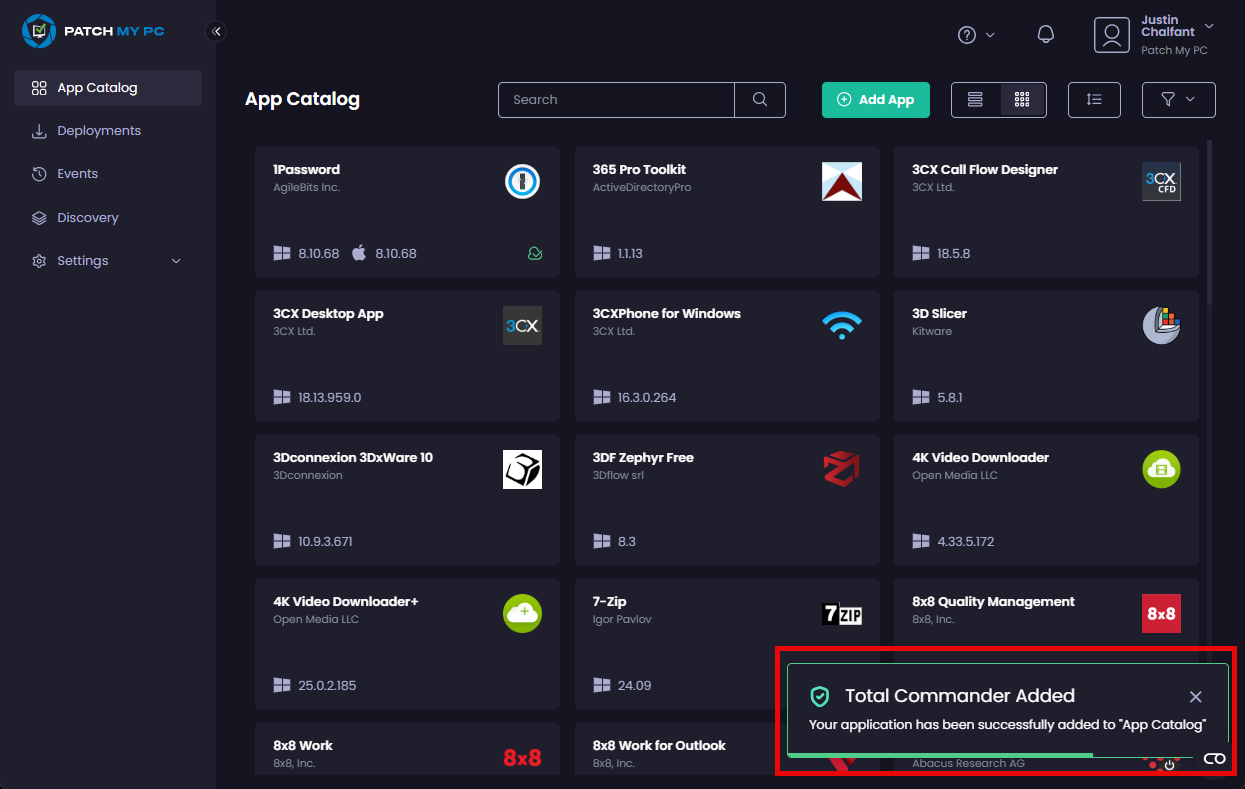 PATCH MY PC
Justin Chalfant
Patch My PC
App Catalog
Deployments
Events
Discovery
Settings
App Catalog
Search
Add App
1Password
AgileBits Inc.
8.10.68
8.10.68
365 Pro Toolkit
ActiveDirectoryPro
1.1.13
3CX Call Flow Designer
3CX Ltd.
3CX
CFD
18.5.8
3CX Desktop App
3CX Ltd.
3CX
18.13.959.0
3CXPhone for Windows
3CX Ltd.
16.3.0.264
3D Slicer
Kitware
5.8.1
3Dconnexion 3DxWare 10
3Dconnexion
10.9.3.671
3DF Zephyr Free
3Dflow srl
8.3
4K Video Downloader
Open Media LLC
4.33.5.172
4K Video Downloader+
Open Media LLC
25.0.2.185
7-Zip
Igor Pavlov
7ZIP
24.09
8x8 Quality Management
8x8, Inc.
8x8
8x8 Work
8x8, Inc.
8x8
8x8 Work for Outlook
8x8, Inc.
Total Commander Added
Your application has been successfully added to "App Catalog"
Abacus Research AG